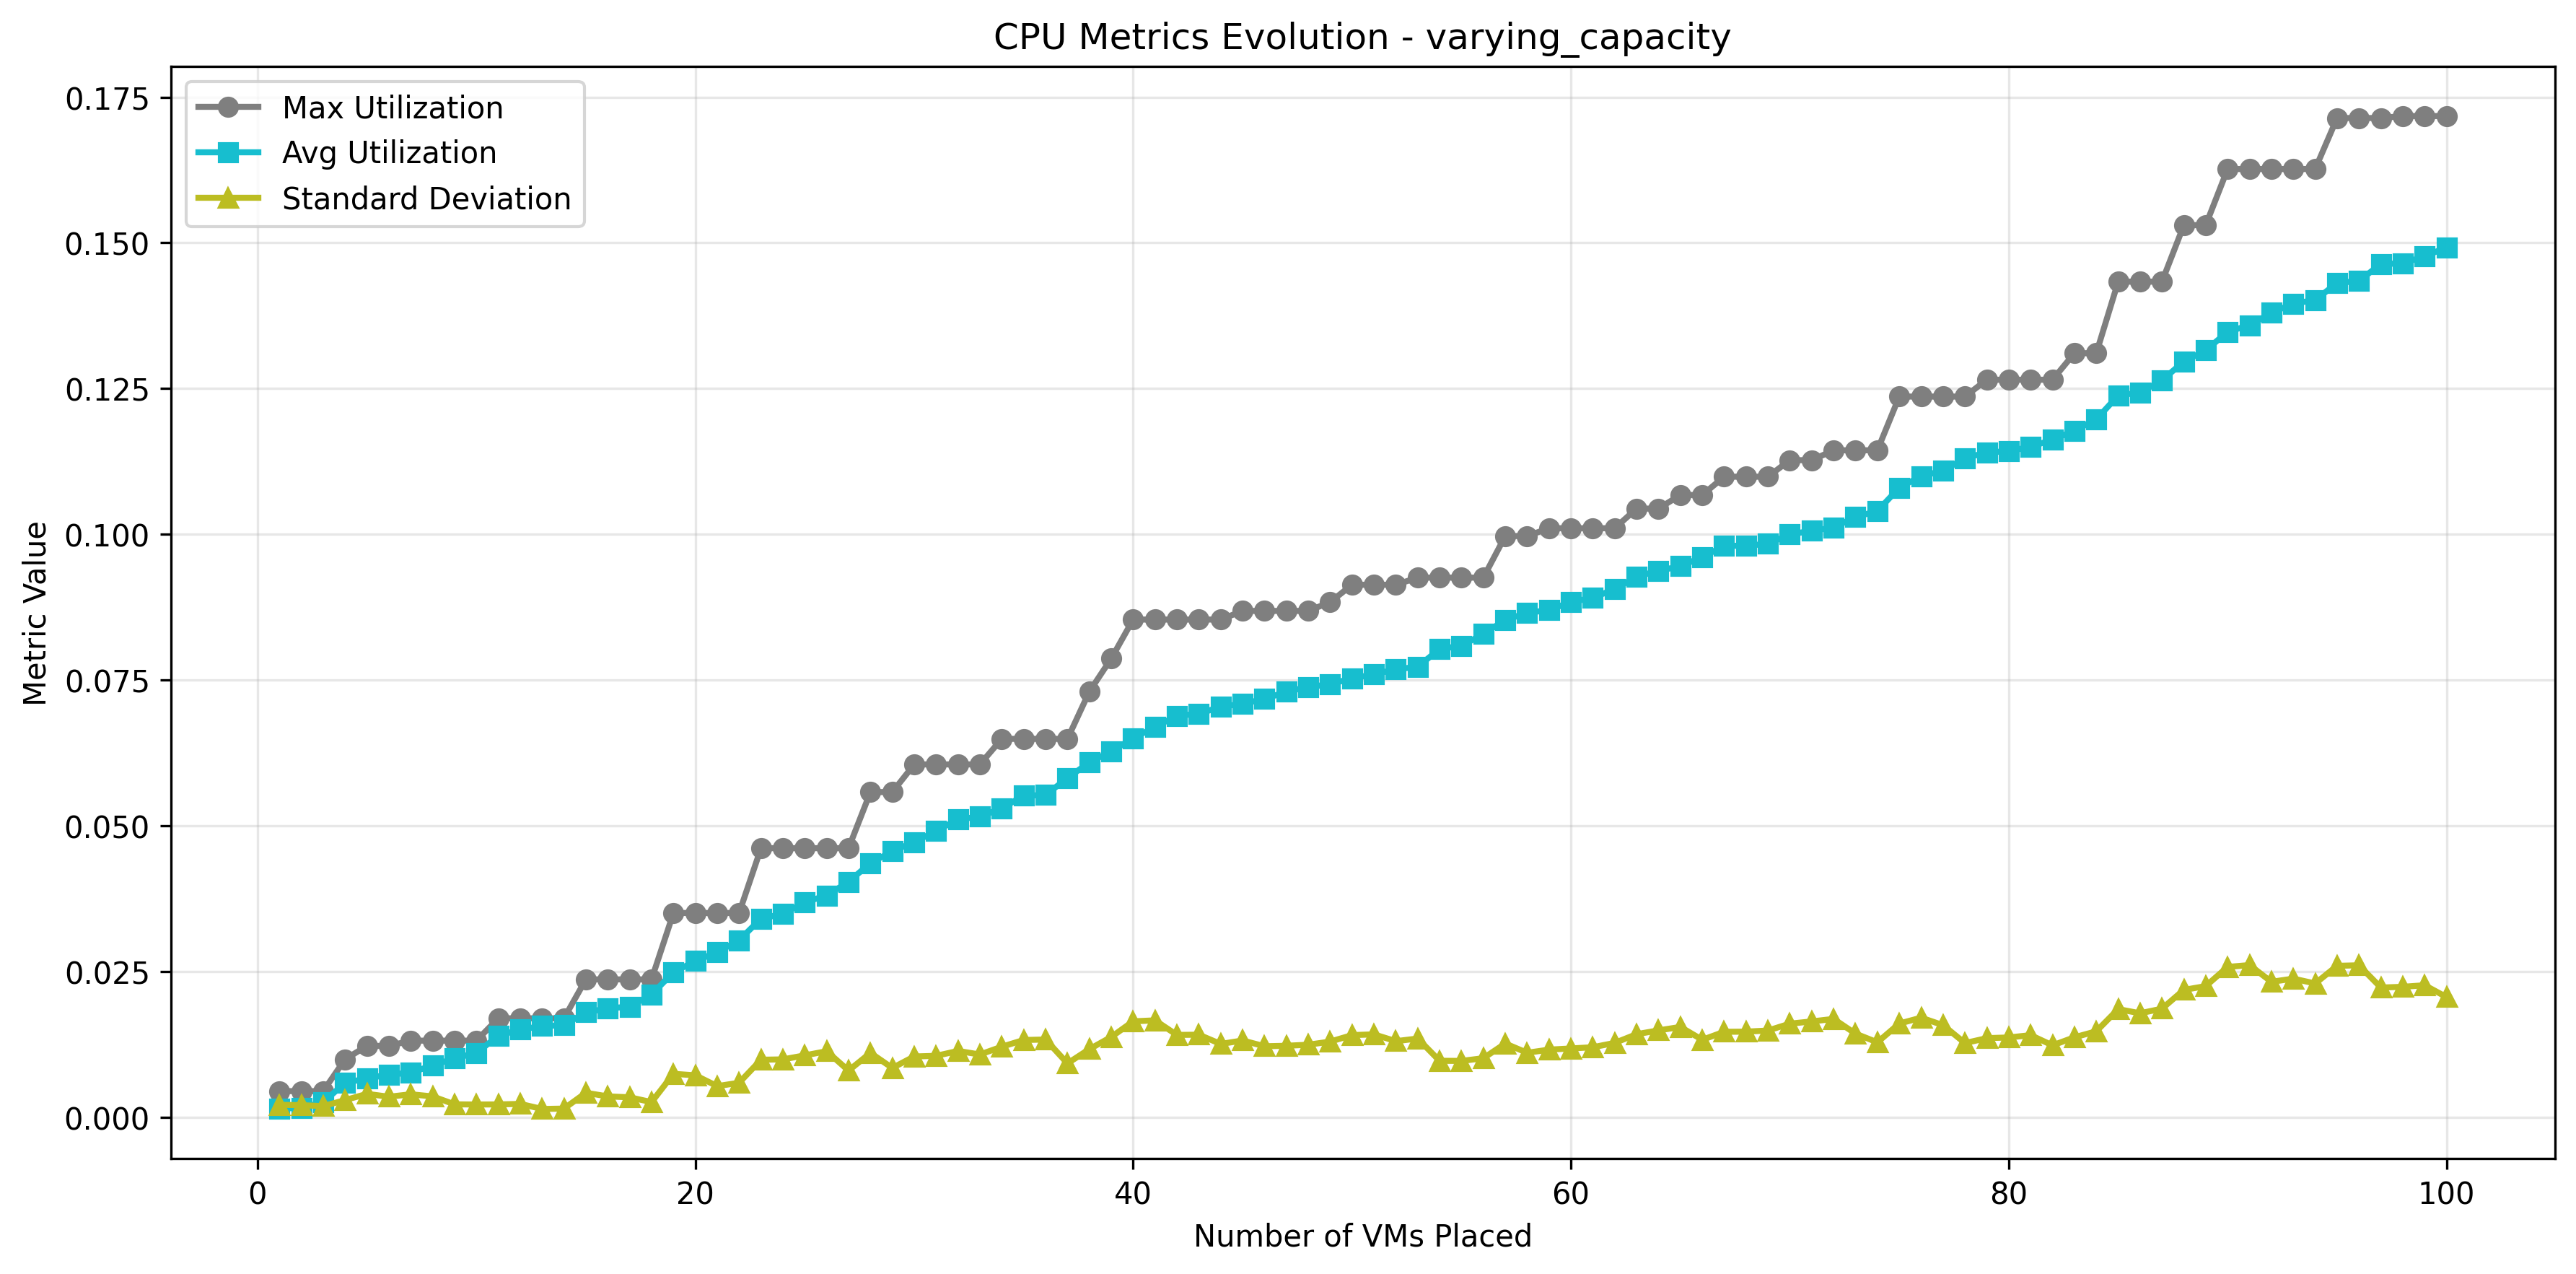 CPU Metrics Evolution - varying_capacity
Max Utilization
Avg Utilization
Standard Deviation
Metric Value
0.175
0.150
0.125
0.100
0.075
0.050
0.025
0.000
0 20 40 60 80 100
Number of VMs Placed